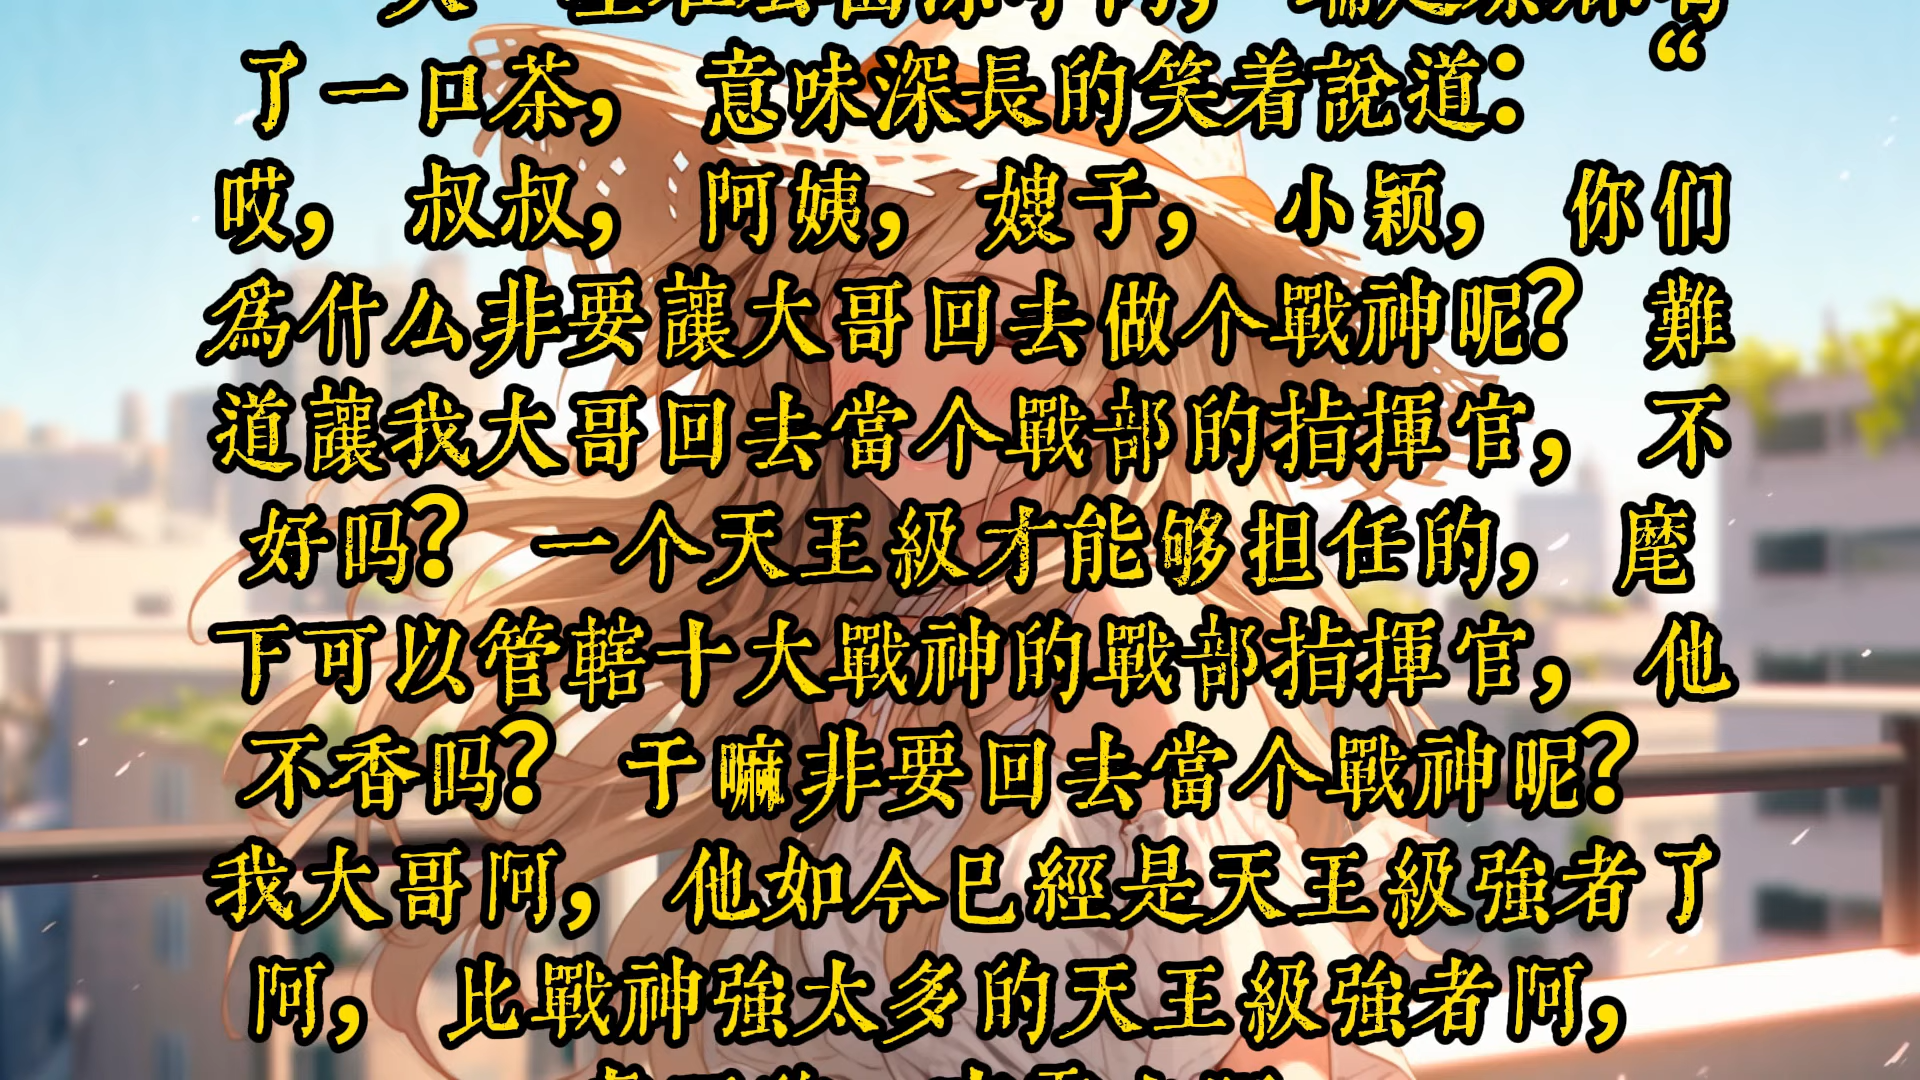 了一口茶， 意味深長的笑着說道： “
哎， 叔叔， 阿姨， 嫂子， 小颖， 你们
爲什么非要讓大哥回去做个戰神呢？ 難
道讓我大哥回去當个戰部的指揮官， 不
好吗？ 一个天王級才能够担任的， 麾
下可以管轄十大戰神的戰部指揮官， 他
不香吗？ 于嘛非要回去當个戰神呢？
我大哥阿， 他如今已經是天王級強者了
阿， 比戰神強太多的天王級強者阿，